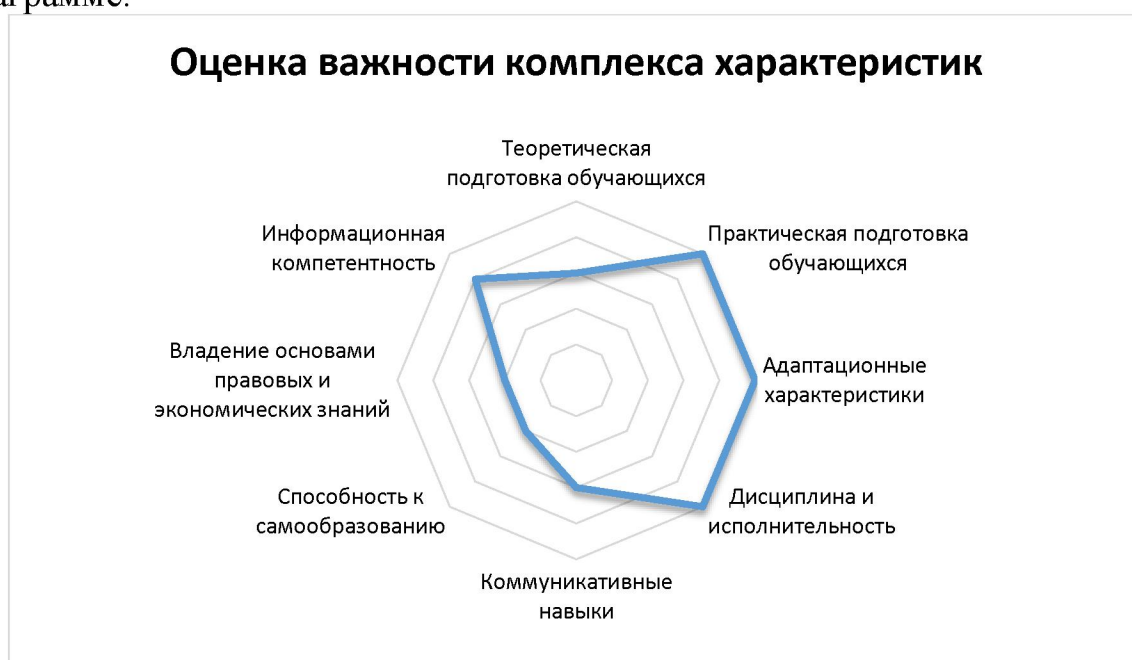 Оценка важности комплекса характеристик
Теоретическая
подготовка обучающихся
Практическая подготовка
обучающихся
Адаптационные
характеристики
Дисциплина и
исполнительность
Коммуникативные
навыки
Способность к
самообразованию
Владение основами
правовых и
экономических знаний
Информационная
компетентность